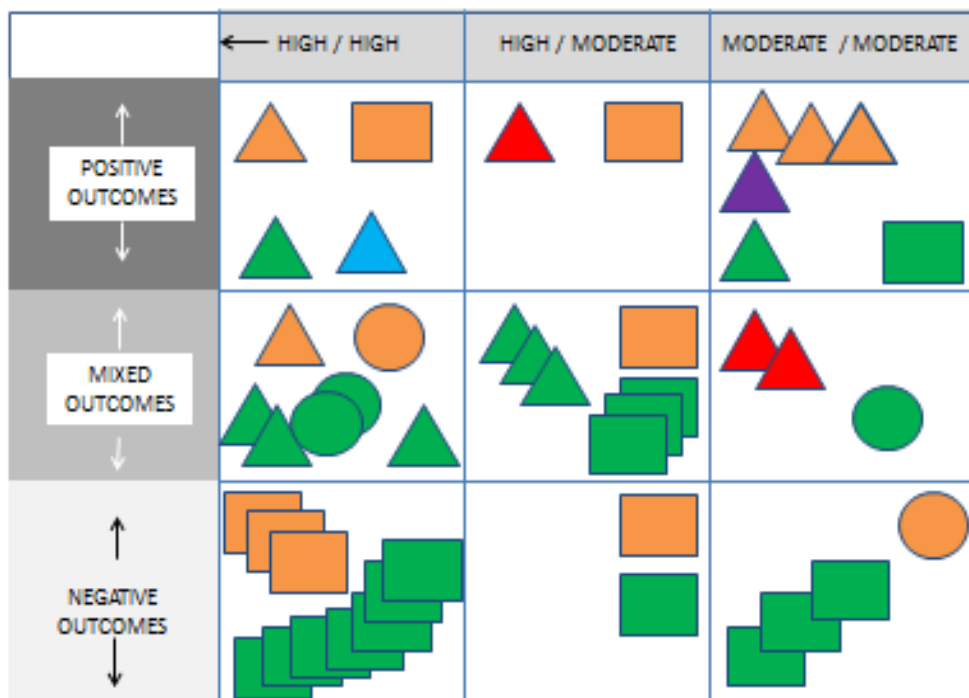 HIGH / HIGH
HIGH / MODERATE
MODERATE / MODERATE
POSITIVE
OUTCOMES
MIXED
OUTCOMES
NEGATIVE
OUTCOMES